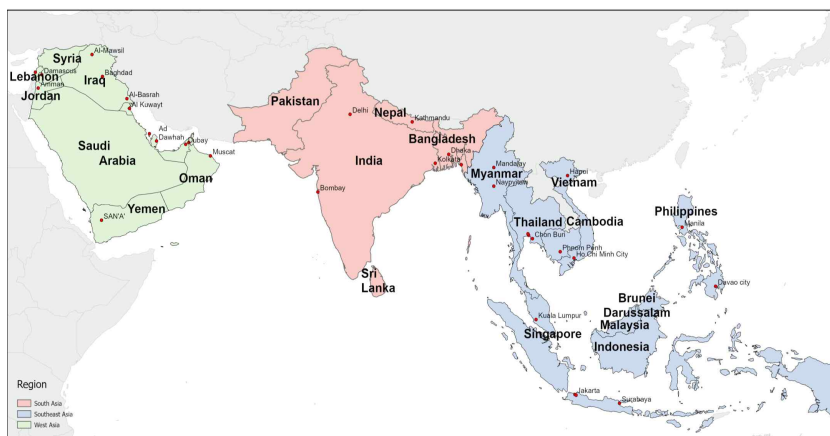 Al-Mawsil
Syria
Damascus
Lebanon
Baghdad
Iraq
Amman
Jordan
Al-Basrah
Al Kuwayt
Saudi
Arabia
Ad
Dawhah
Dubay
Muscat
Oman
Yemen
SAN'A'
Pakistan
Delhi
Nepal
Kathmandu
Bangladesh
Dhaka
India
Kolkata
Bombay
Sri
Lanka
Mandalay
Myanmar
Hanoi
Vietnam
Thailand
Cambodia
Chon Buri
Phnom Penh
Ho Chi Minh City
Philippines
Manila
Davao city
Brunei
Darussalam
Malaysia
Kuala Lumpur
Singapore
Indonesia
Jakarta
Surabaya
Region
South Asia
Southeast Asia
West Asia